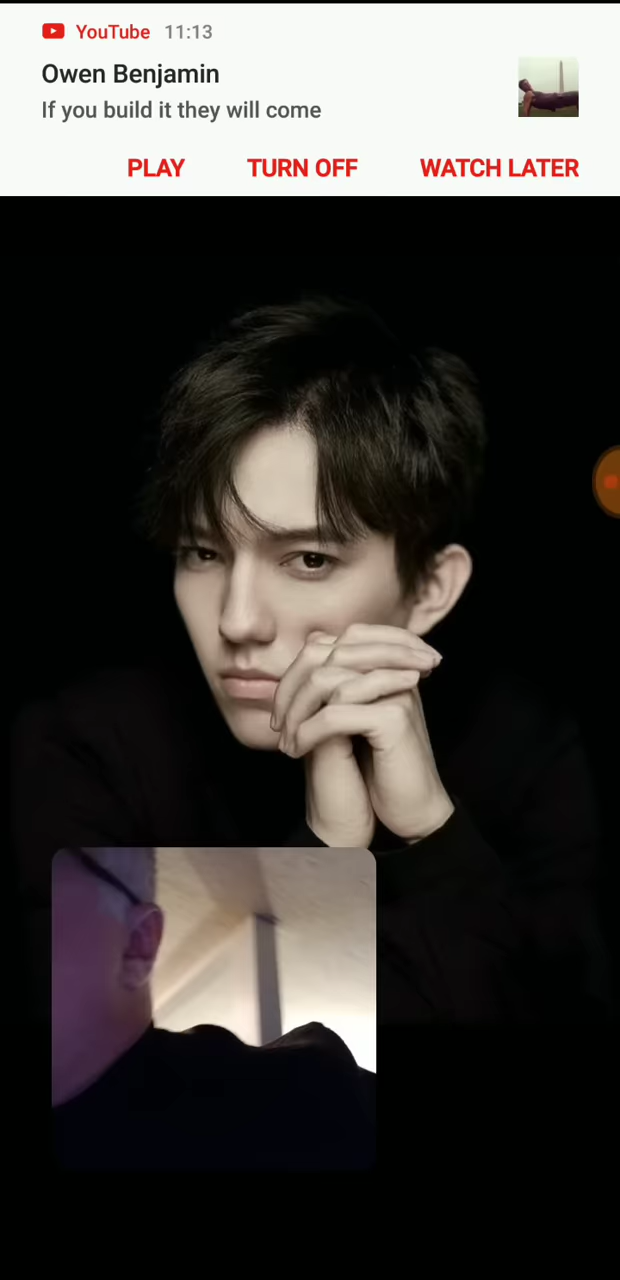 YouTube 11:13
Owen Benjamin
If you build it they will come
PLAY TURN OFF WATCH LATER